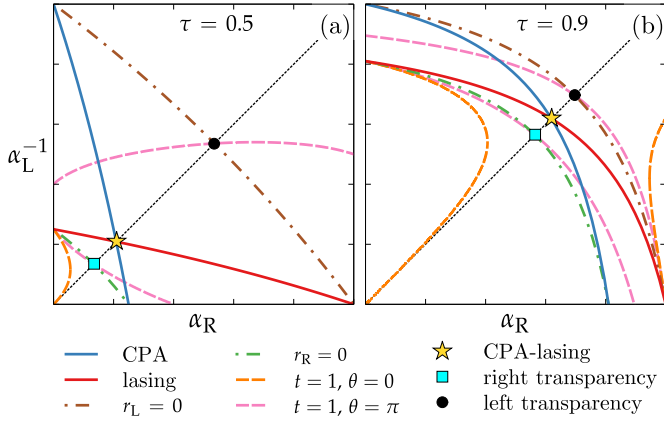 τ = 0.5 (a)
τ = 0.9 (b)
α_L^{-1}
α_R
α_R
CPA
lasing
r_L = 0
r_R = 0
t = 1, θ = 0
t = 1, θ = π
CPA-lasing
right transparency
left transparency